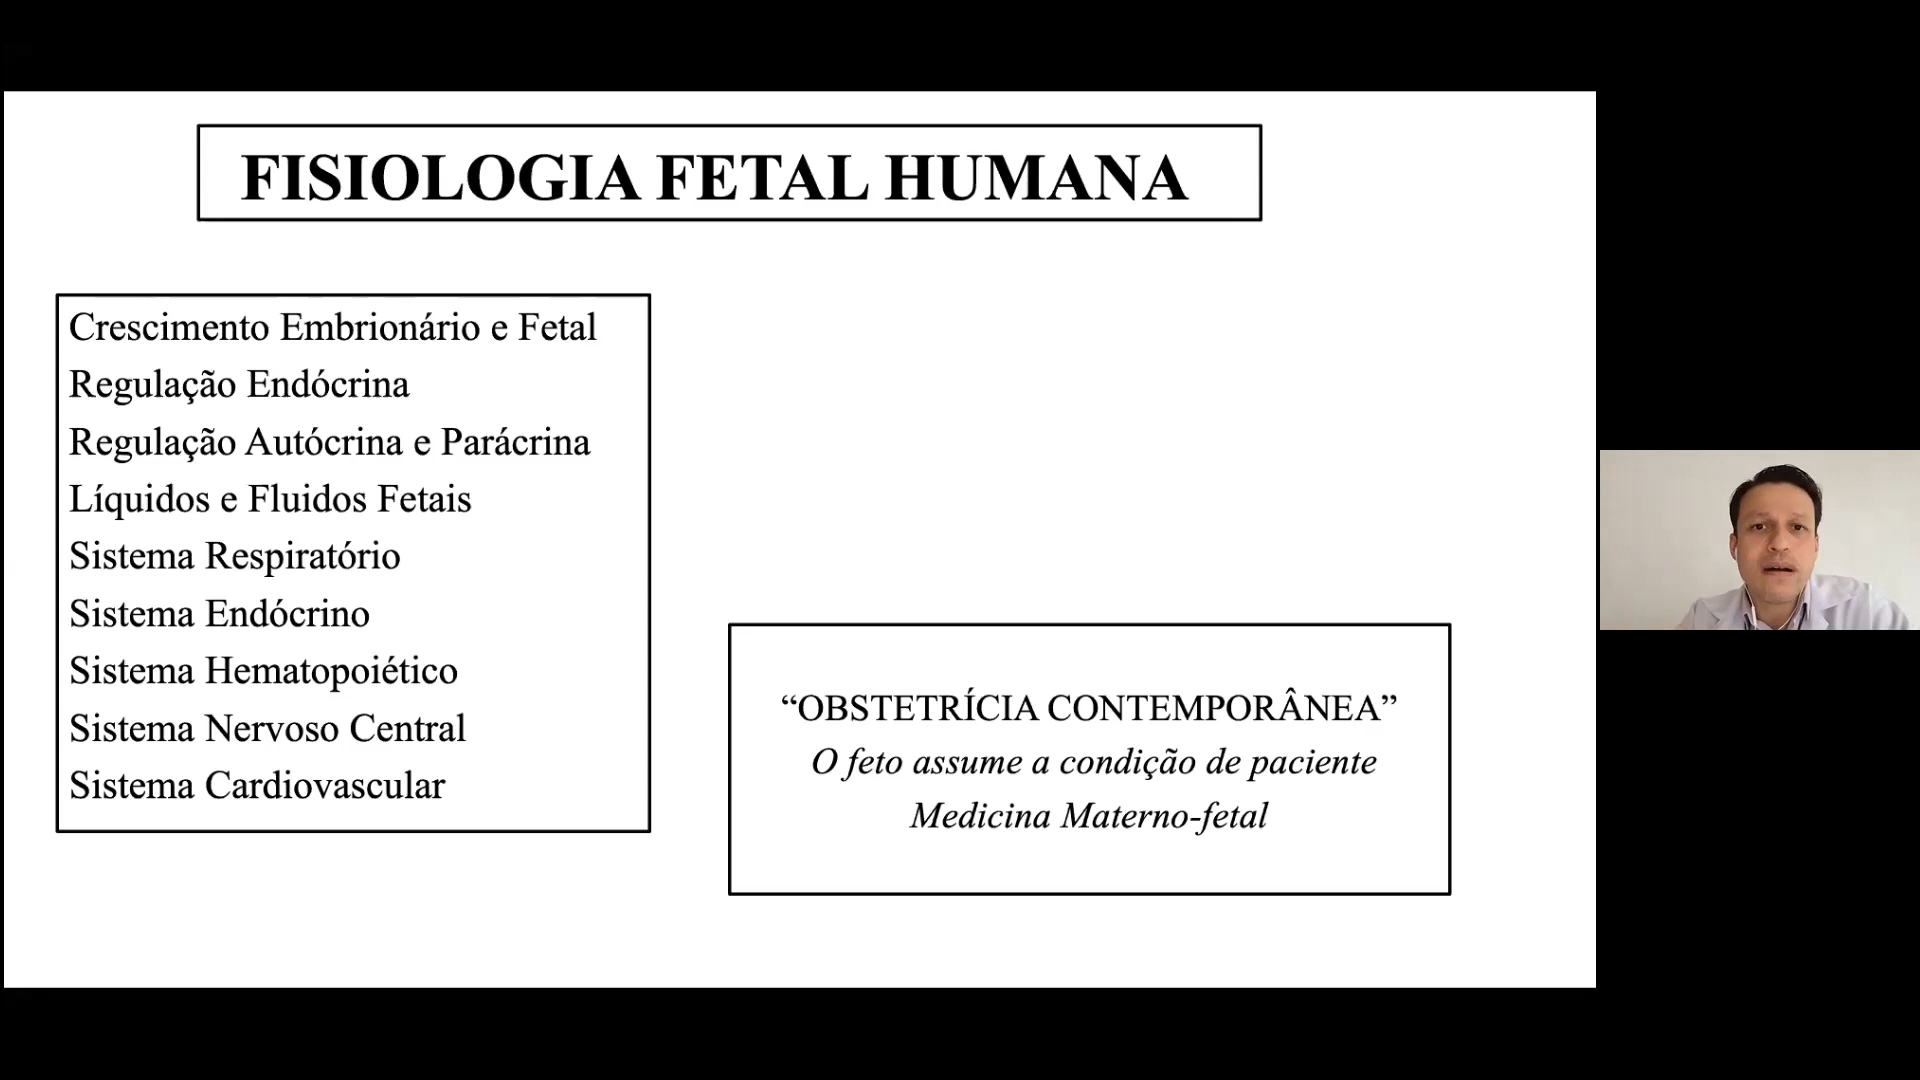 FISIOLOGIA FETAL HUMANA
Crescimento Embrionário e Fetal
Regulação Endócrina
Regulação Autócrina e Parácrina
Líquidos e Fluidos Fetais
Sistema Respiratório
Sistema Endócrino
Sistema Hematopoiético
Sistema Nervoso Central
Sistema Cardiovascular
“OBSTETRÍCIA CONTEMPORÂNEA”
O feto assume a condição de paciente
Medicina Materno-fetal